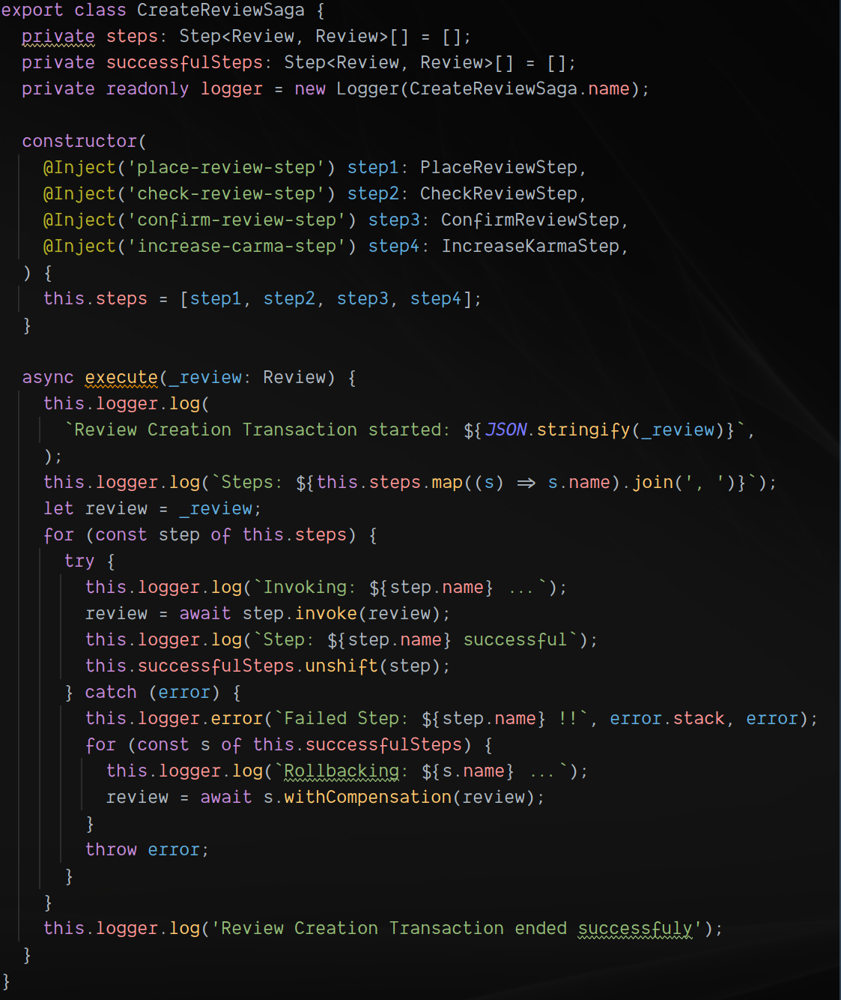 export class CreateReviewSaga {
  private steps: Step<Review, Review>[] = [];
  private successfulSteps: Step<Review, Review>[] = [];
  private readonly logger = new Logger(CreateReviewSaga.name);

  constructor(
    @Inject('place-review-step') step1: PlaceReviewStep,
    @Inject('check-review-step') step2: CheckReviewStep,
    @Inject('confirm-review-step') step3: ConfirmReviewStep,
    @Inject('increase-carma-step') step4: IncreaseKarmaStep,
  ) {
    this.steps = [step1, step2, step3, step4];
  }

  async execute(_review: Review) {
    this.logger.log(
      `Review Creation Transaction started: ${JSON.stringify(_review)}`,
    );
    this.logger.log(`Steps: ${this.steps.map((s) => s.name).join(', ')}`);
    let review = _review;
    for (const step of this.steps) {
      try {
        this.logger.log(`Invoking: ${step.name} ...`);
        review = await step.invoke(review);
        this.logger.log(`Step: ${step.name} successful`);
        this.successfulSteps.unshift(step);
      } catch (error) {
        this.logger.error(`Failed Step: ${step.name} !!`, error.stack, error);
        for (const s of this.successfulSteps) {
          this.logger.log(`Rollbacking: ${s.name} ...`);
          review = await s.withCompensation(review);
        }
        throw error;
      }
    }
    this.logger.log('Review Creation Transaction ended successfuly');
  }
}